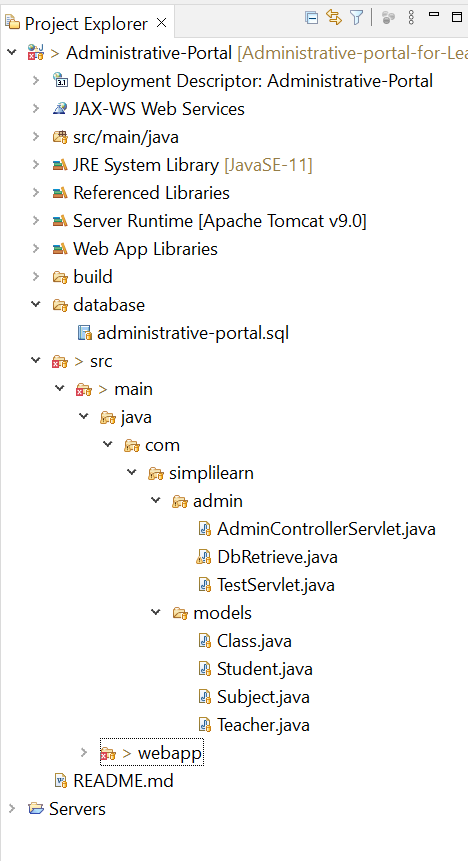 Project Explorer
> Administrative-Portal [Administrative-portal-for-Lea
Deployment Descriptor: Administrative-Portal
JAX-WS Web Services
src/main/java
JRE System Library [JavaSE-11]
Referenced Libraries
Server Runtime [Apache Tomcat v9.0]
Web App Libraries
build
database
administrative-portal.sql
> src
> main
java
com
simplilearn
admin
AdminControllerServlet.java
DbRetrieve.java
TestServlet.java
models
Class.java
Student.java
Subject.java
Teacher.java
> webapp
README.md
Servers